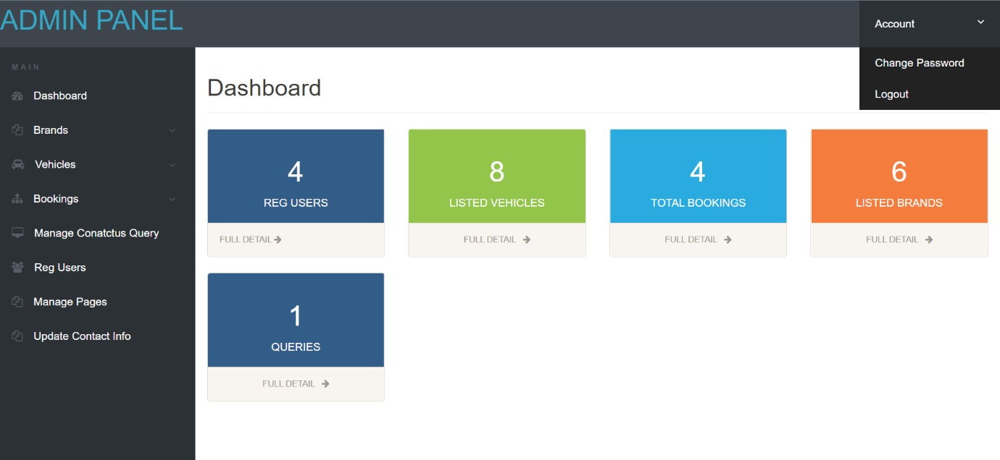 ADMIN PANEL
Account
Change Password
Logout
MAIN
Dashboard
Brands
Vehicles
Bookings
Manage Conatctus Query
Reg Users
Manage Pages
Update Contact Info
Dashboard
4
REG USERS
FULL DETAIL
8
LISTED VEHICLES
FULL DETAIL
4
TOTAL BOOKINGS
FULL DETAIL
6
LISTED BRANDS
FULL DETAIL
1
QUERIES
FULL DETAIL